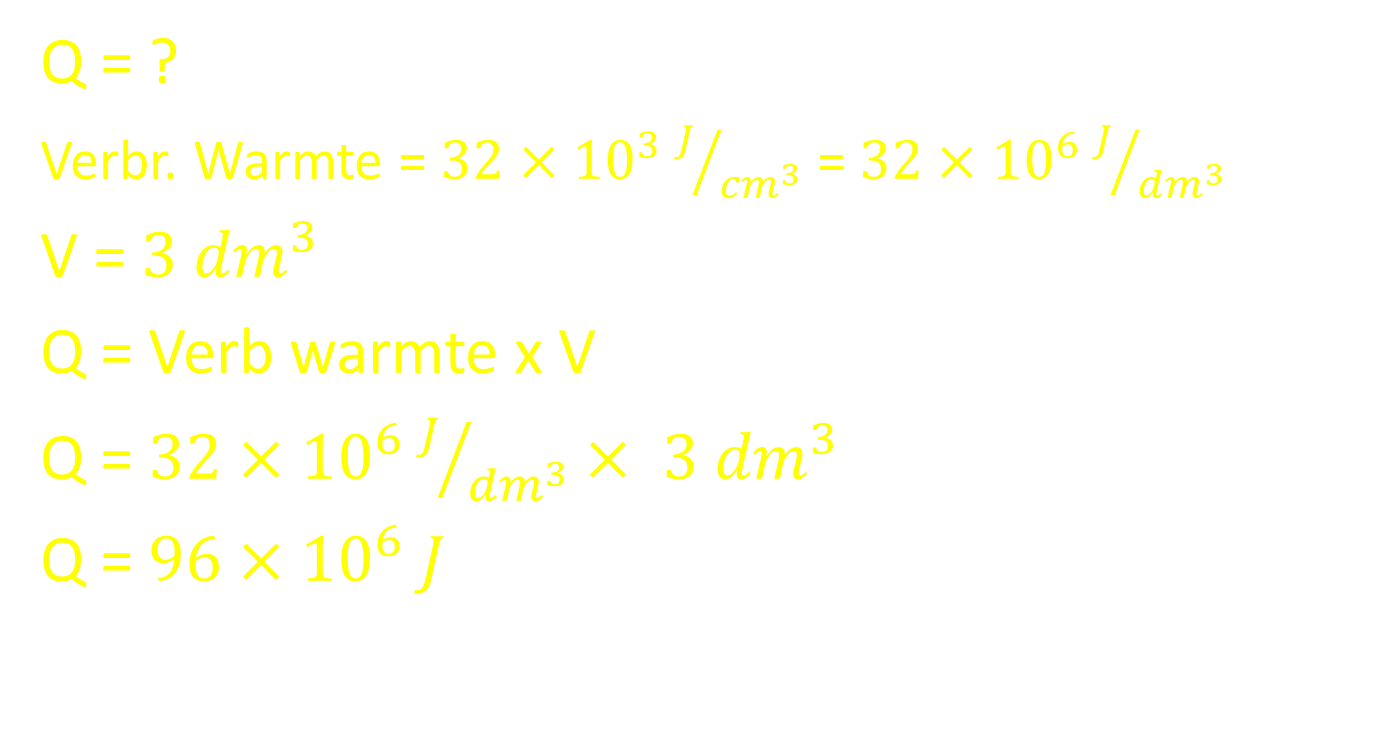 Q = ?
Verbr. Warmte = 32 × 10³ J/cm³ = 32 × 10⁶ J/dm³
V = 3 dm³
Q = Verb warmte x V
Q = 32 × 10⁶ J/dm³ × 3 dm³
Q = 96 × 10⁶ J